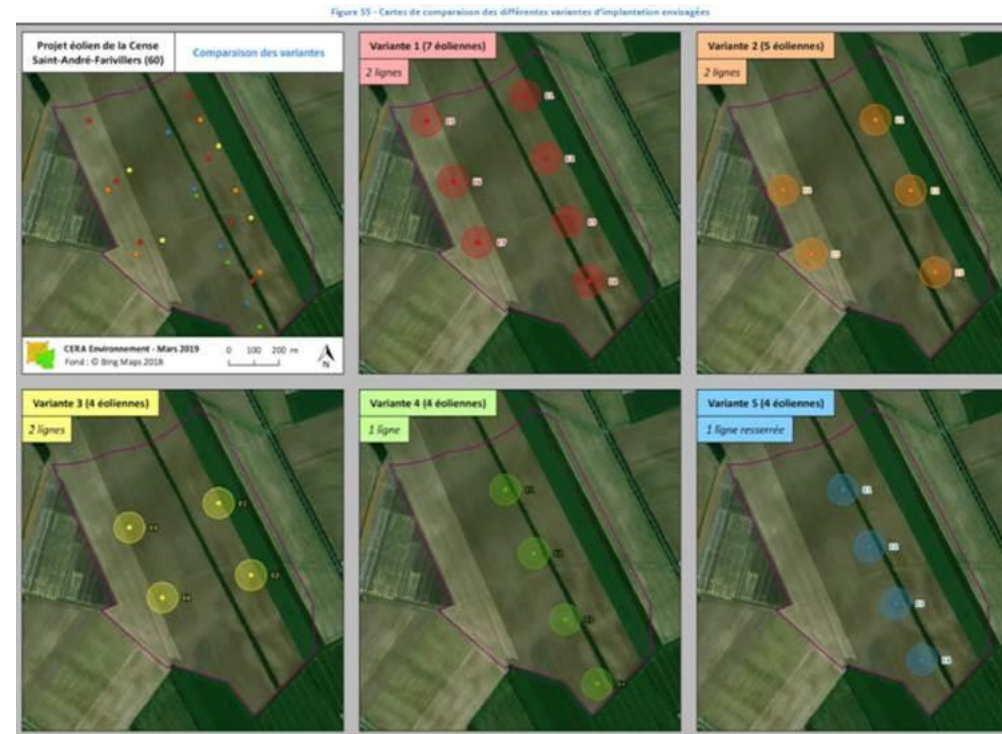 Figure 55 - Cartes de comparaison des différentes variantes d'implantation envisagées
Projet éolien de la Cense
Saint-André-Farivillers (60)
Comparaison des variantes
CERA Environnement - Mars 2019
Fond : © Bing Maps 2018
0 100 200 m
N
Variante 1 (7 éoliennes)
2 lignes
Variante 2 (5 éoliennes)
2 lignes
Variante 3 (4 éoliennes)
2 lignes
Variante 4 (4 éoliennes)
1 ligne
Variante 5 (4 éoliennes)
1 ligne resserrée